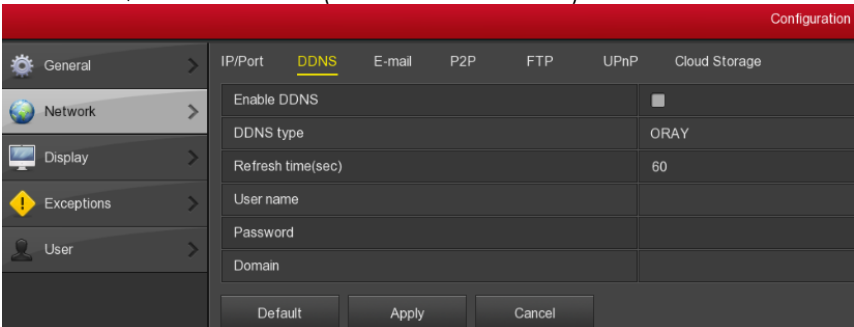 Configuration
General
Network
Display
Exceptions
User
IP/Port DDNS E-mail P2P FTP UPnP Cloud Storage
Enable DDNS
DDNS type ORAY
Refresh time(sec) 60
User name
Password
Domain
Default Apply Cancel